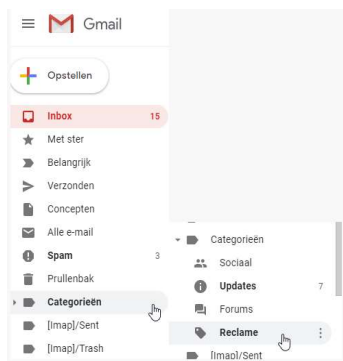 Gmail
Opstellen
Inbox 15
Met ster
Belangrijk
Verzonden
Concepten
Alle e-mail
Spam 3
Prullenbak
Categorieën
[Imap]/Sent
[Imap]/Trash
Categorieën
Sociaal
Updates 7
Forums
Reclame
[Imap]/Sent